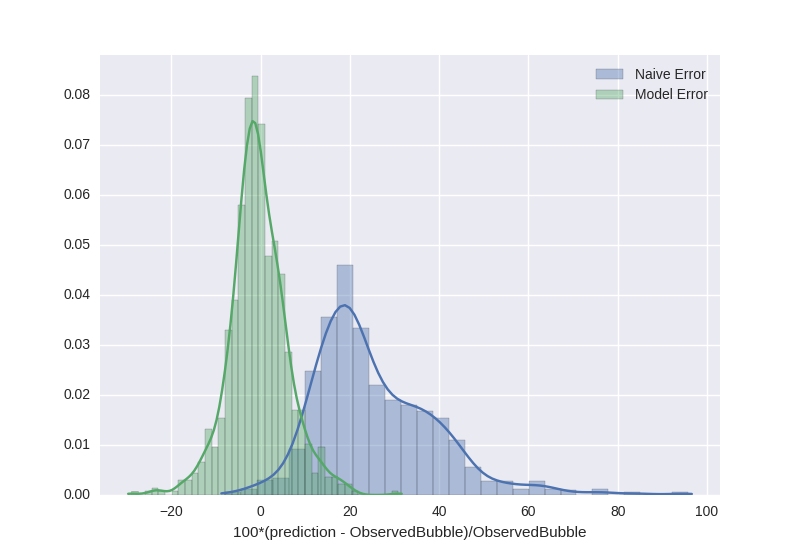 Naive Error
Model Error
0.08
0.07
0.06
0.05
0.04
0.03
0.02
0.01
0.00
−20 0 20 40 60 80 100
100*(prediction - ObservedBubble)/ObservedBubble